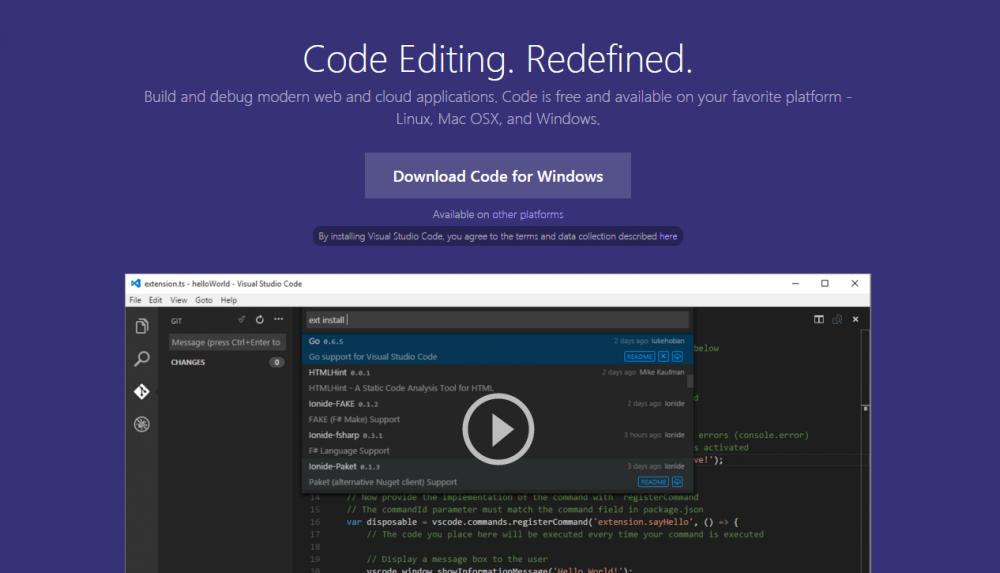 Code Editing. Redefined.
Build and debug modern web and cloud applications. Code is free and available on your favorite platform -
Linux, Mac OSX, and Windows.
Download Code for Windows
Available on other platforms
By installing Visual Studio Code, you agree to the terms and data collection described here
extension.ts - helloWorld - Visual Studio Code
File Edit View Goto Help
GIT
Message (press Ctrl+Enter to
CHANGES 0
ext install
Go 0.6.5 2 days ago lukehoban
Go support for Visual Studio Code README
HTMLHint 0.0.1 2 days ago Mike Kaufman
HTMLHint - A Static Code Analysis Tool for HTML
Ionide-FAKE 0.1.2 2 days ago Ionide
FAKE (F# Make) Support
Ionide-fsharp 0.3.1 3 hours ago Ionide
F# Language Support
Ionide-Paket 0.1.3 3 days ago Ionide
Paket (alternative Nuget client) Support README
below
d
errors (console.error)
s activated
ve!');
14 // Now provide the implementation of the command with registerCommand
15 // The commandId parameter must match the command field in package.json
16 var disposable = vscode.commands.registerCommand('extension.sayHello', () => {
17 // The code you place here will be executed every time your command is executed
18
19 // Display a message box to the user
20 vscode.window.showInformationMessage('Hello World!');